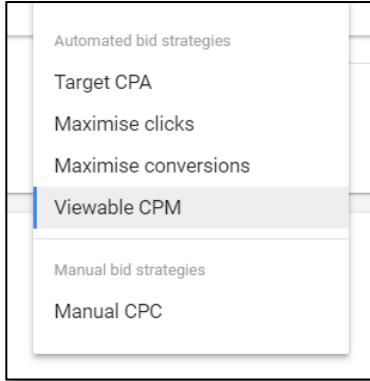 Automated bid strategies
Target CPA
Maximise clicks
Maximise conversions
Viewable CPM
Manual bid strategies
Manual CPC